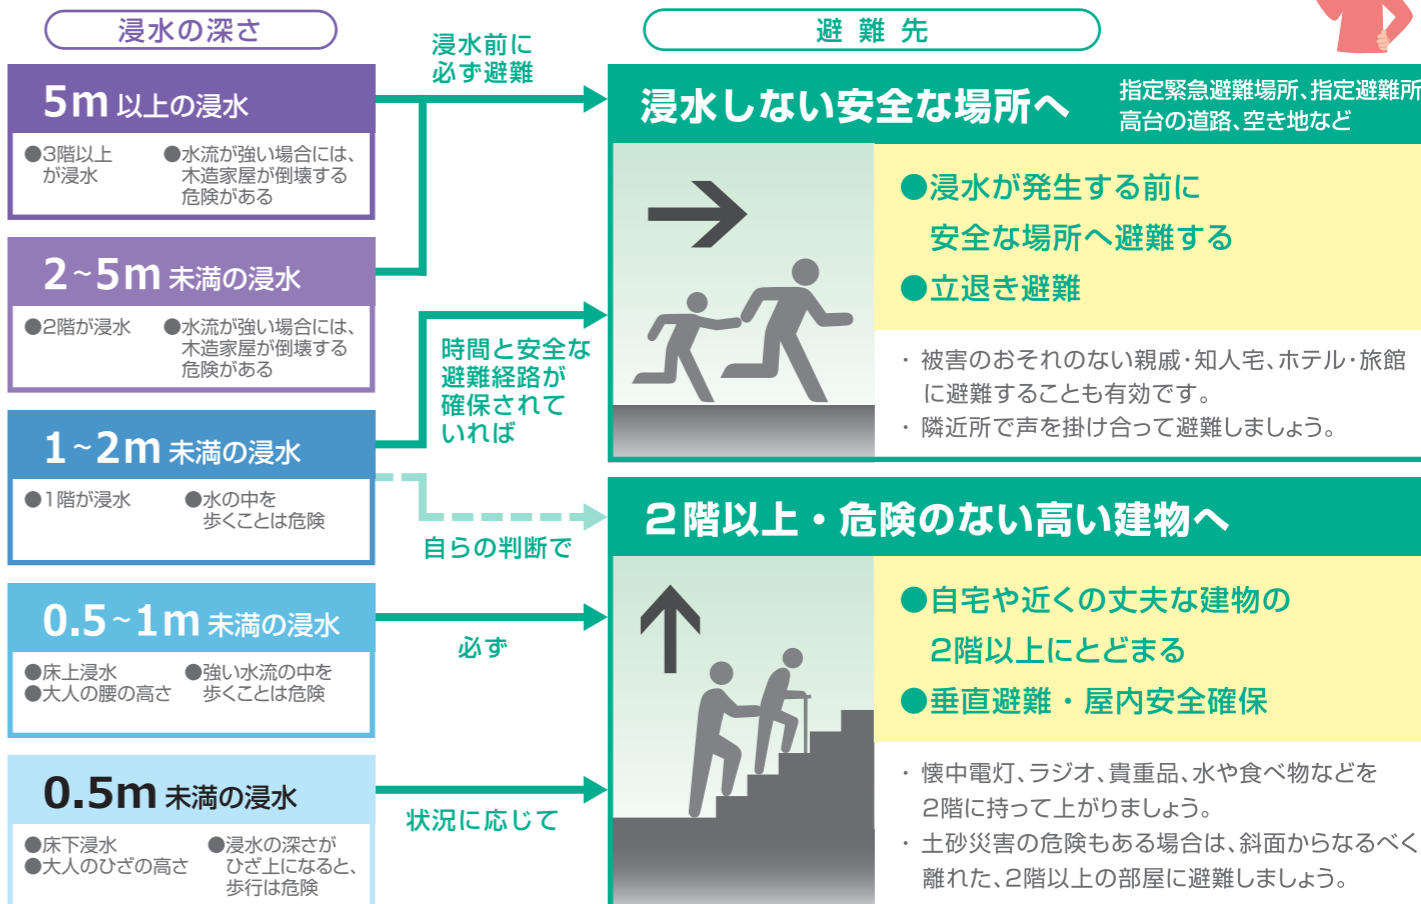 浸水の深さ
避難先
浸水前に
必ず避難
5m以上の浸水
●3階以上
が浸水
●水流が強い場合には、
木造家屋が倒壊する
危険がある
2~5m未満の浸水
●2階が浸水
●水流が強い場合には、
木造家屋が倒壊する
危険がある
時間と安全な
避難経路が
確保されて
いれば
1~2m未満の浸水
●1階が浸水
●水の中を
歩くことは危険
自らの判断で
0.5~1m未満の浸水
●床上浸水
●大人の腰の高さ
●強い水流の中を
歩くことは危険
必ず
0.5m未満の浸水
●床下浸水
●大人のひざの高さ
●浸水の深さが
ひざ上になると、
歩行は危険
状況に応じて
浸水しない安全な場所へ
指定緊急避難場所、指定避難所
高台の道路、空き地など
●浸水が発生する前に
安全な場所へ避難する
●立退き避難
・被害のおそれのない親戚・知人宅、ホテル・旅館
に避難することも有効です。
・隣近所で声を掛け合って避難しましょう。
2階以上・危険のない高い建物へ
●自宅や近くの丈夫な建物の
2階以上にとどまる
●垂直避難・屋内安全確保
・懐中電灯、ラジオ、貴重品、水や食べ物などを
2階に持って上がりましょう。
・土砂災害の危険もある場合は、斜面からなるべく
離れた、2階以上の部屋に避難しましょう。